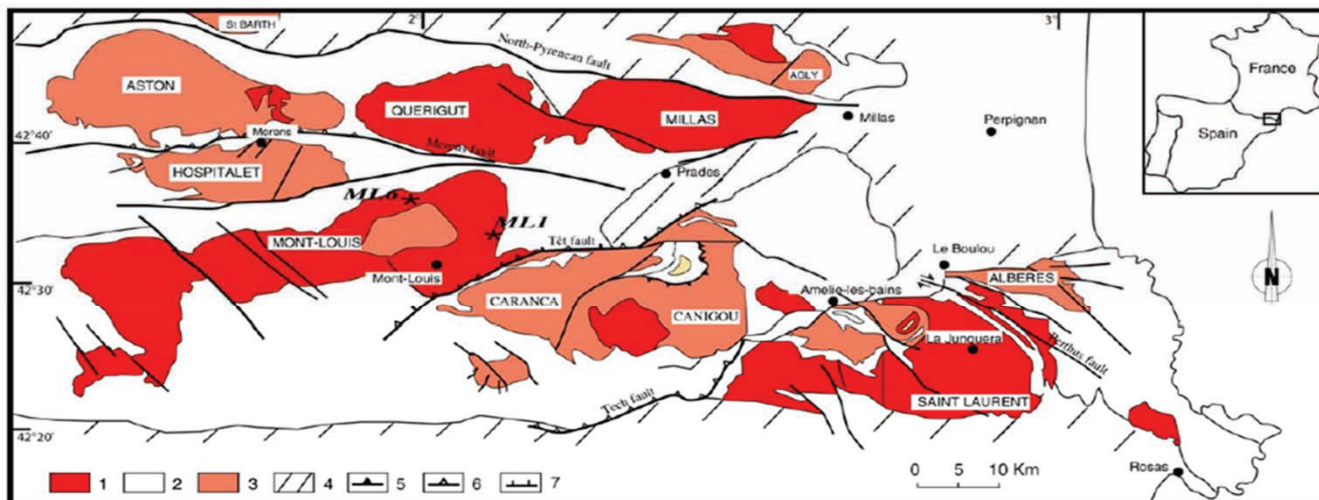 St BARTH
2°
3°
North-Pyrenean fault
France
Spain
ASTON
AGLY
QUERIGUT
MILLAS
Millas
Perpignan
42°40'
Merens
Merens fault
HOSPITALET
Prades
ML6
ML1
MONT-LOUIS
Têt fault
Le Boulou
Mont-Louis
ALBERES
N
42°30'
CARANCA
Amelie-les-bains
CANIGOU
La Junquera
Berthus fault
Tech fault
SAINT LAURENT
42°20'
Rosas
0 5 10 Km
1 2 3 4 5 6 7